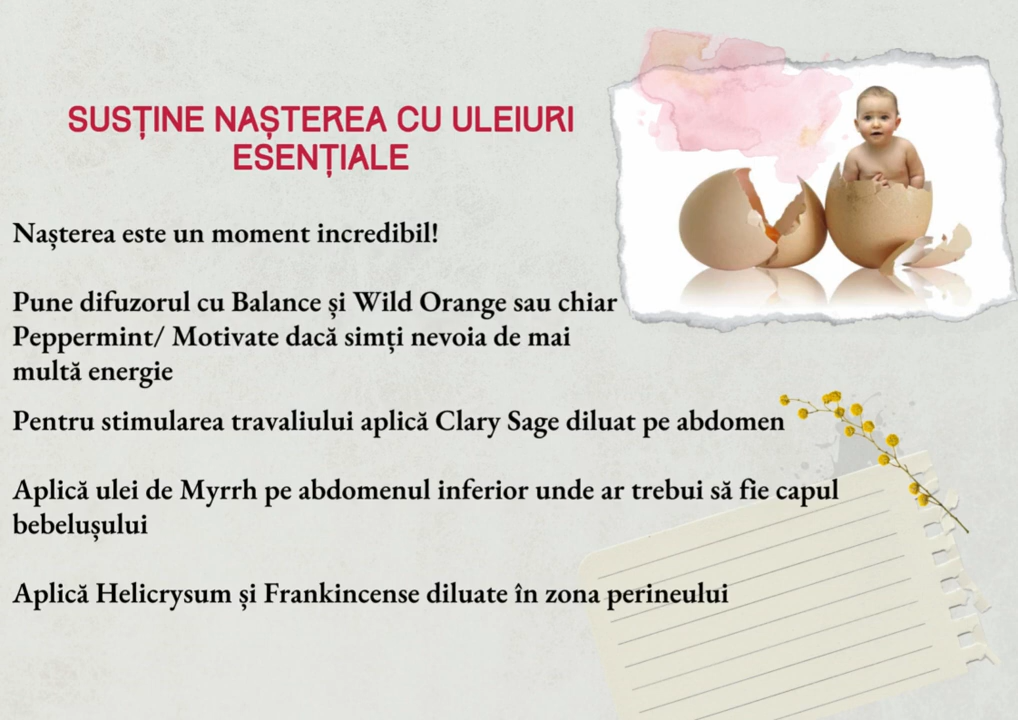 SUSȚINE NAȘTEREA CU ULEIURI
ESENȚIALE
Nașterea este un moment incredibil!
Pune difuzorul cu Balance și Wild Orange sau chiar
Peppermint/ Motivate dacă simți nevoia de mai
multă energie
Pentru stimularea travaliului aplică Clary Sage diluat pe abdomen
Aplică ulei de Myrrh pe abdomenul inferior unde ar trebui să fie capul
bebelușului
Aplică Helicrysum și Frankincense diluate în zona perineului